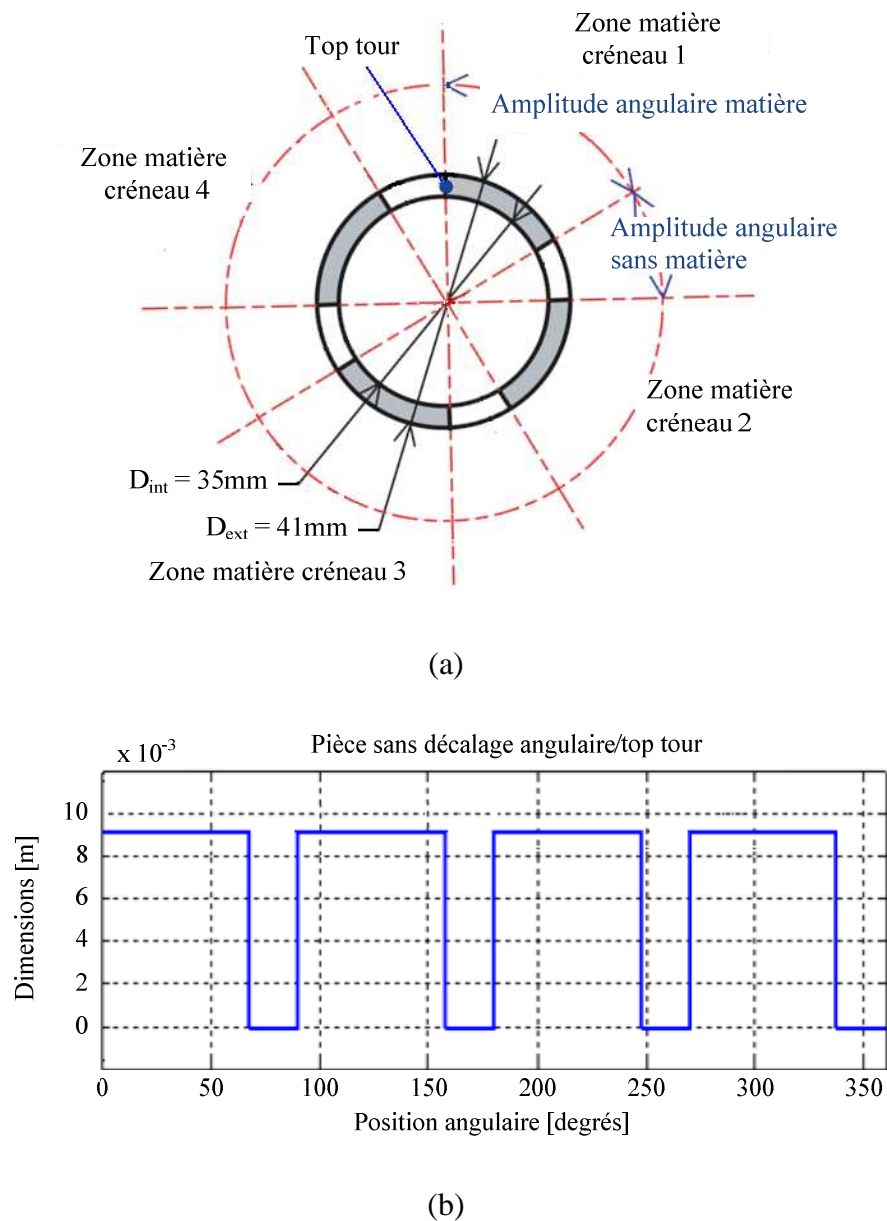 Zone matière
créneau 1
Top tour
Amplitude angulaire matière
Zone matière
créneau 4
Amplitude angulaire
sans matière
Zone matière
créneau 2
Dint = 35mm
Dext = 41mm
Zone matière créneau 3
(a)
x 10-3
Pièce sans décalage angulaire/top tour
Dimensions [m]
10
8
6
4
2
0
0 50 100 150 200 250 300 350
Position angulaire [degrés]
(b)